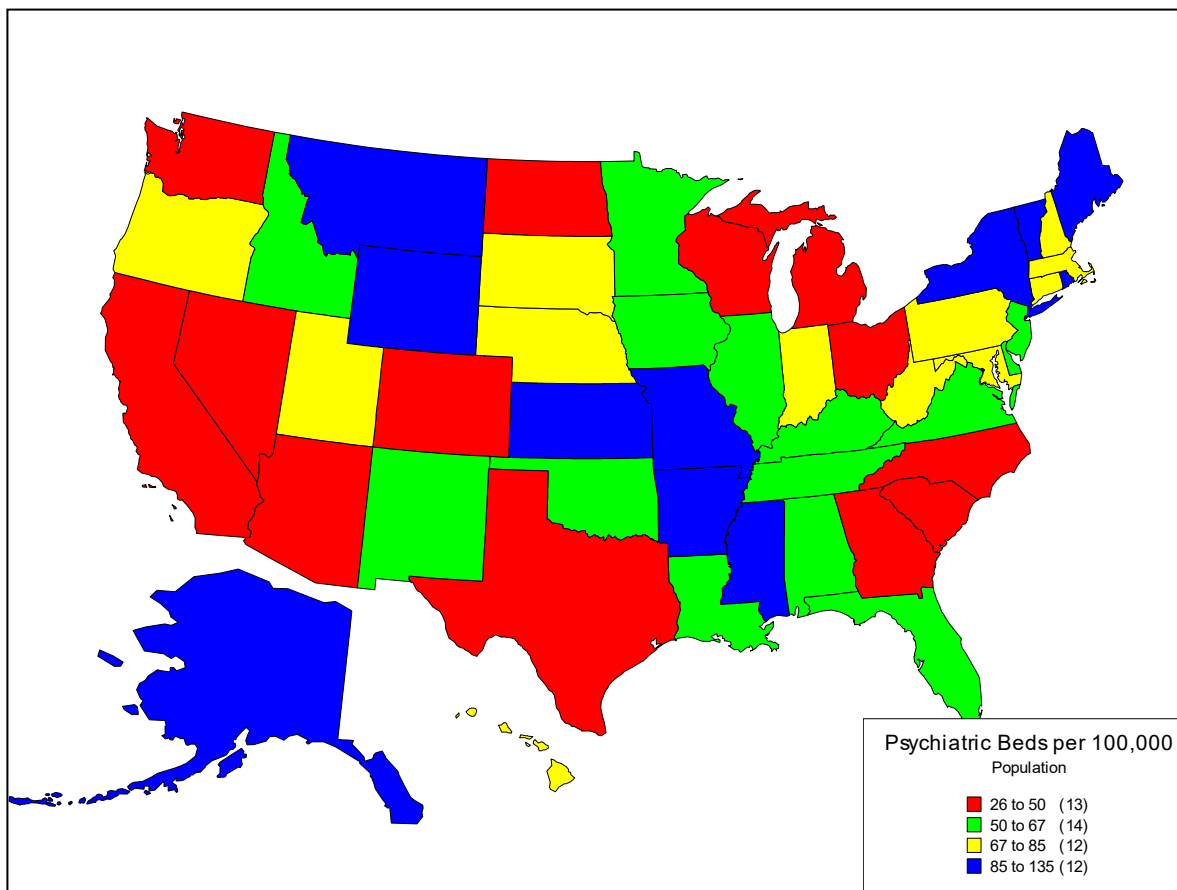 Psychiatric Beds per 100,000
Population
26 to 50 (13)
50 to 67 (14)
67 to 85 (12)
85 to 135 (12)